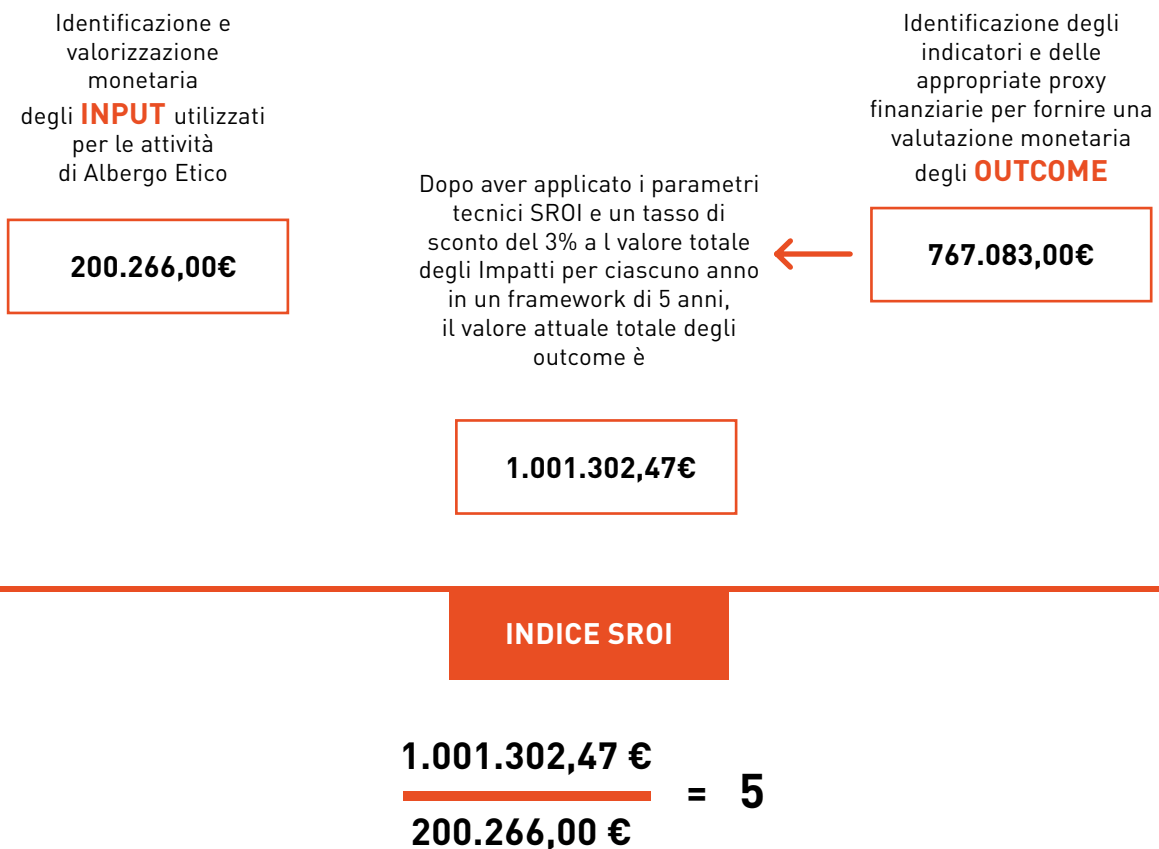 Identificazione e
valorizzazione
monetaria
degli INPUT utilizzati
per le attività
di Albergo Etico
200.266,00€
Identificazione degli
indicatori e delle
appropriate proxy
finanziarie per fornire una
valutazione monetaria
degli OUTCOME
767.083,00€
Dopo aver applicato i parametri
tecnici SROI e un tasso di
sconto del 3% a l valore totale
degli Impatti per ciascuno anno
in un framework di 5 anni,
il valore attuale totale degli
outcome è
1.001.302,47€
INDICE SROI
1.001.302,47 €
= 5
200.266,00 €